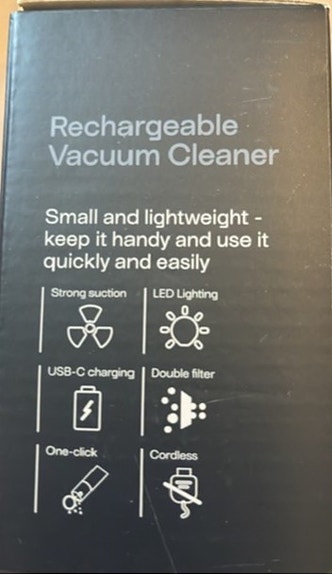 Rechargeable
Vacuum Cleaner
Small and lightweight -
keep it handy and use it
quickly and easily
Strong suction
LED Lighting
USB-C charging
Double filter
One-click
Cordless